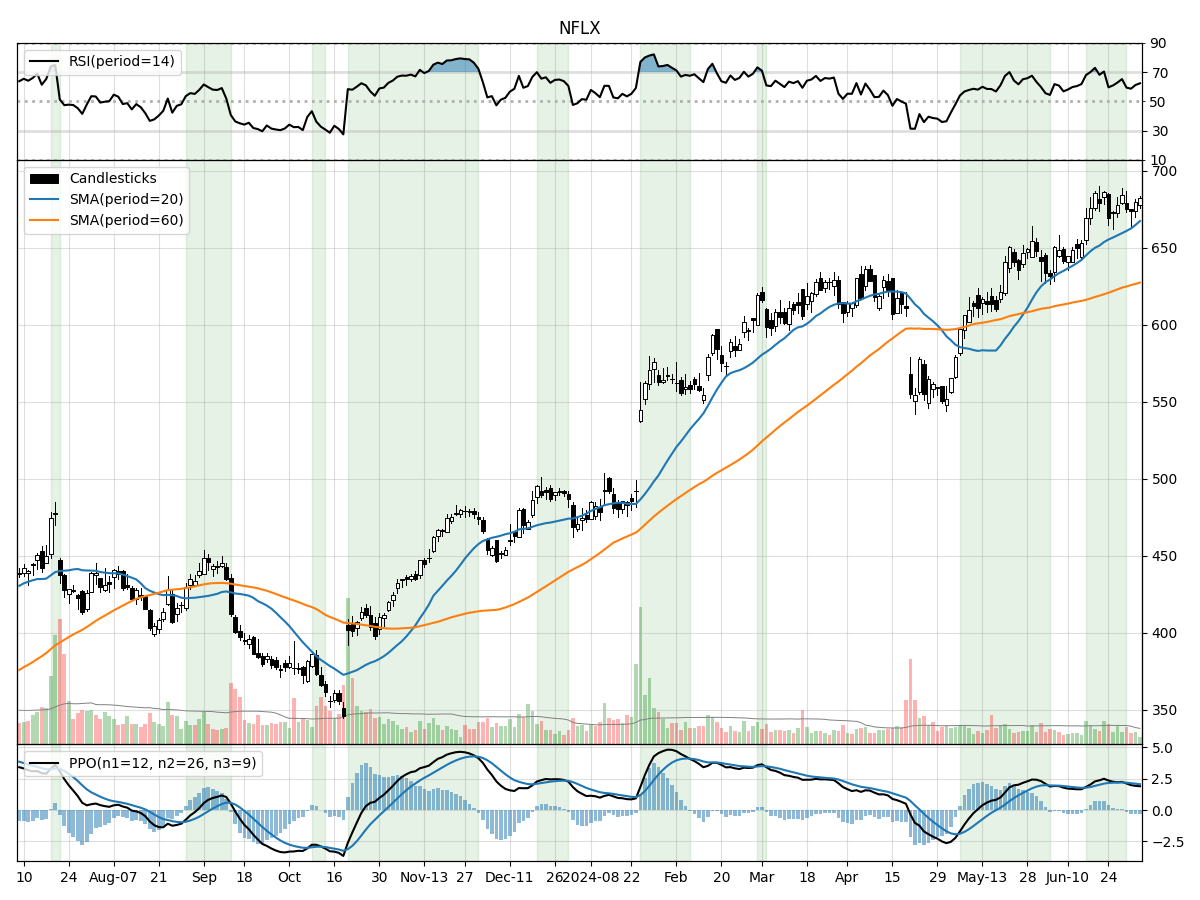 NFLX
RSI(period=14)
90
70
50
30
10
Candlesticks
SMA(period=20)
SMA(period=60)
700
650
600
550
500
450
400
350
PPO(n1=12, n2=26, n3=9)
5.0
2.5
0.0
−2.5
10 24 Aug-07 21 Sep 18 Oct 16 30 Nov-13 27 Dec-11 26 2024-08 22 Feb 20 Mar 18 Apr 15 29 May-13 28 Jun-10 24